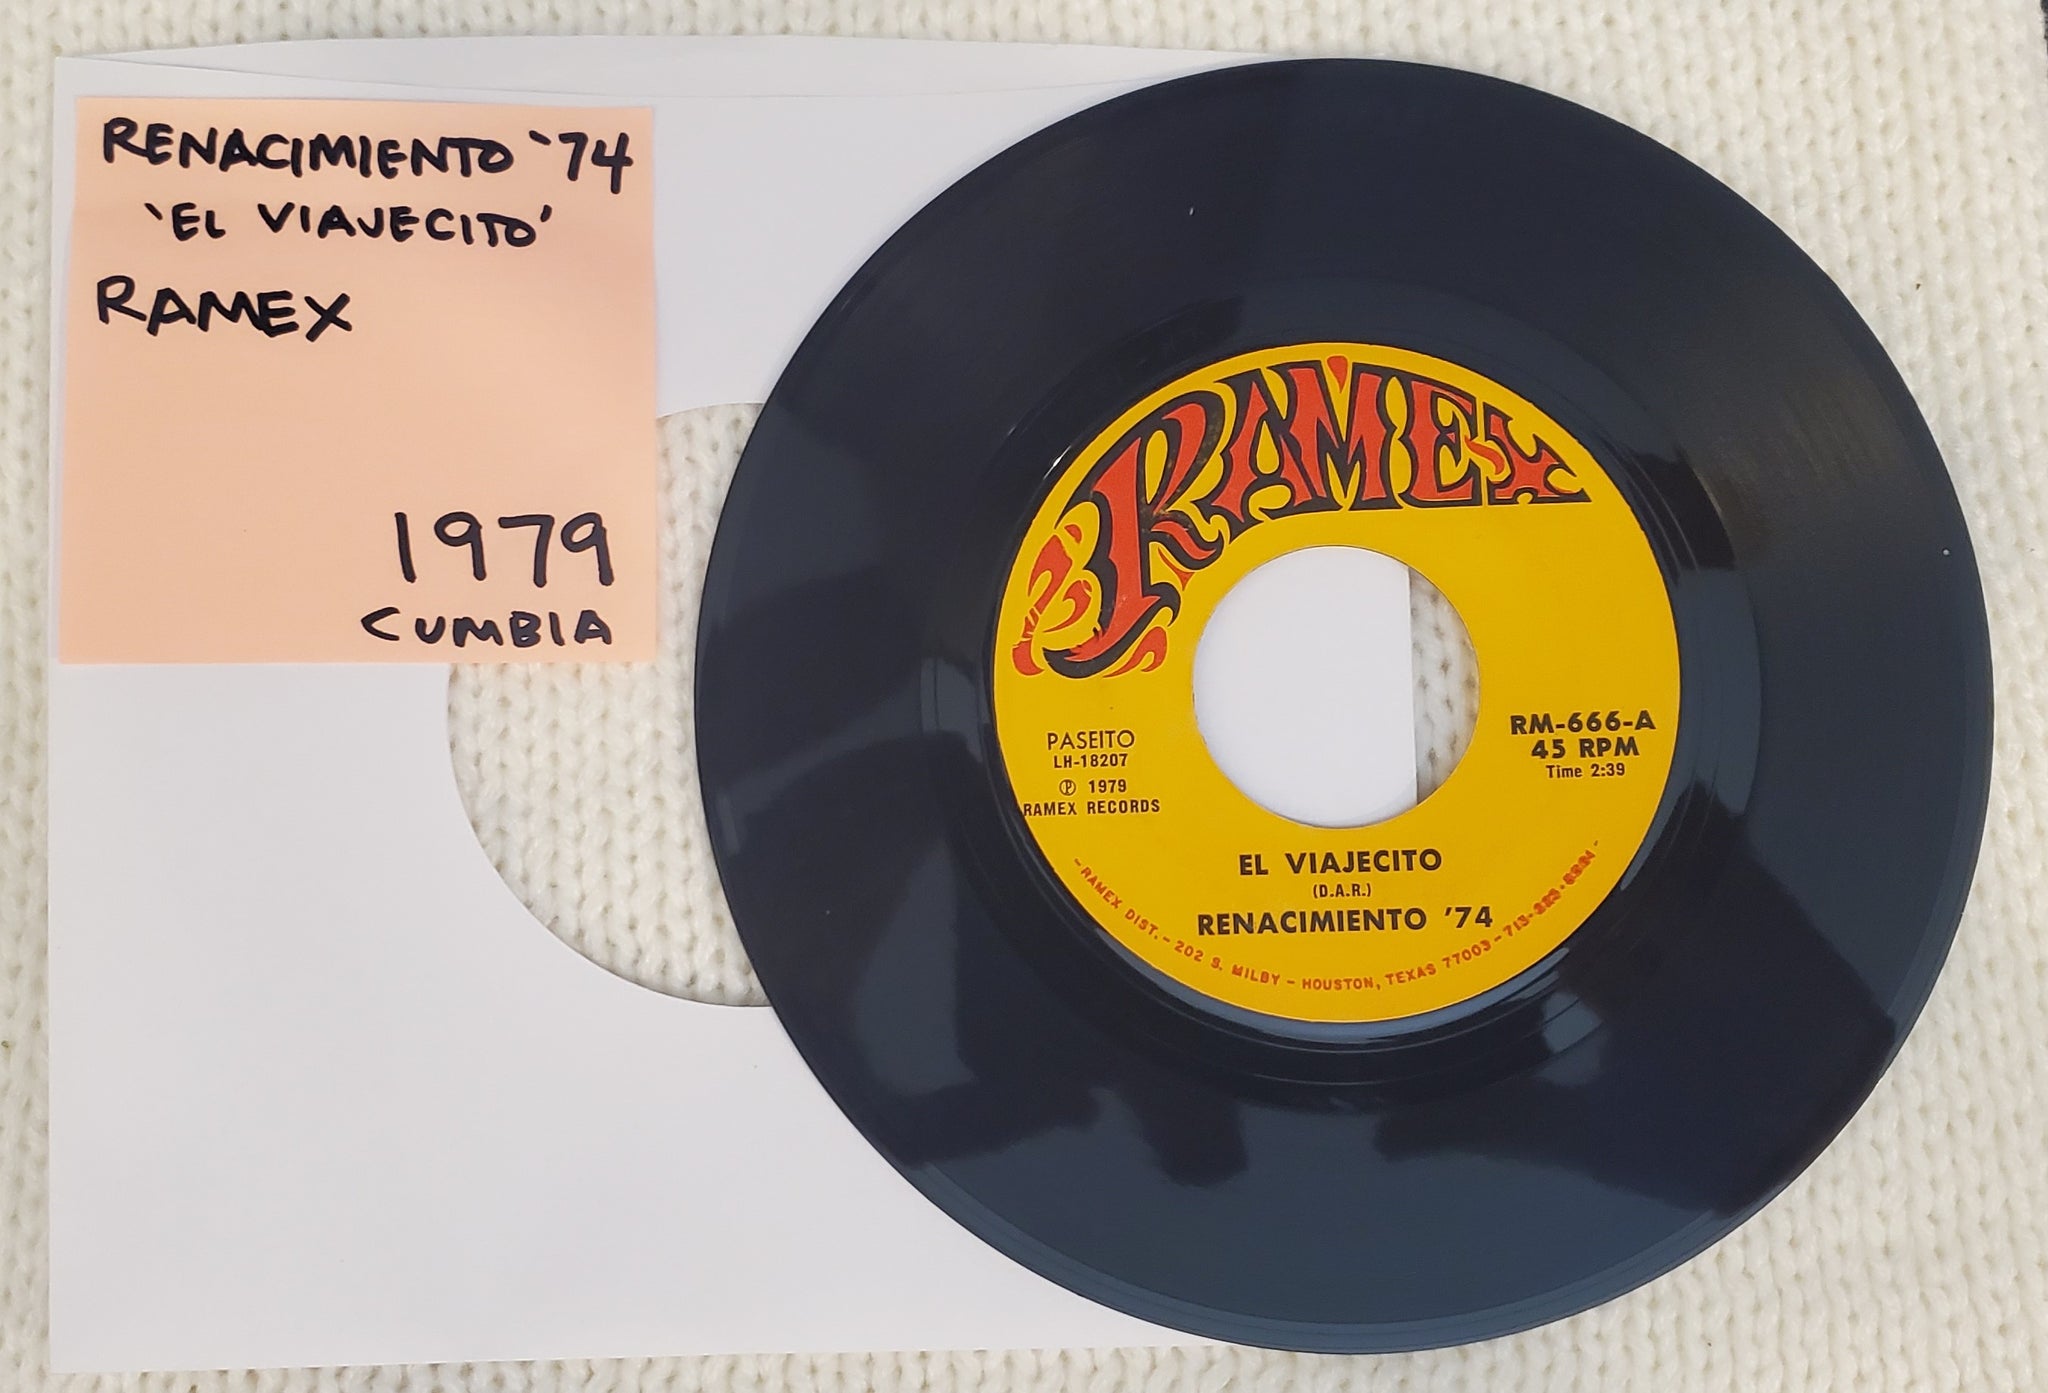 RENACIMIENTO '74
'EL VIAJECITO'
RAMEX
1979
CUMBIA
RAMEX
PASEITO
LH-18207
℗ 1979
RAMEX RECORDS
RM-666-A
45 RPM
Time 2:39
EL VIAJECITO
(D.A.R.)
RENACIMIENTO '74
- RAMEX DIST. - 202 S. MILBY - HOUSTON, TEXAS 77003 - 713-